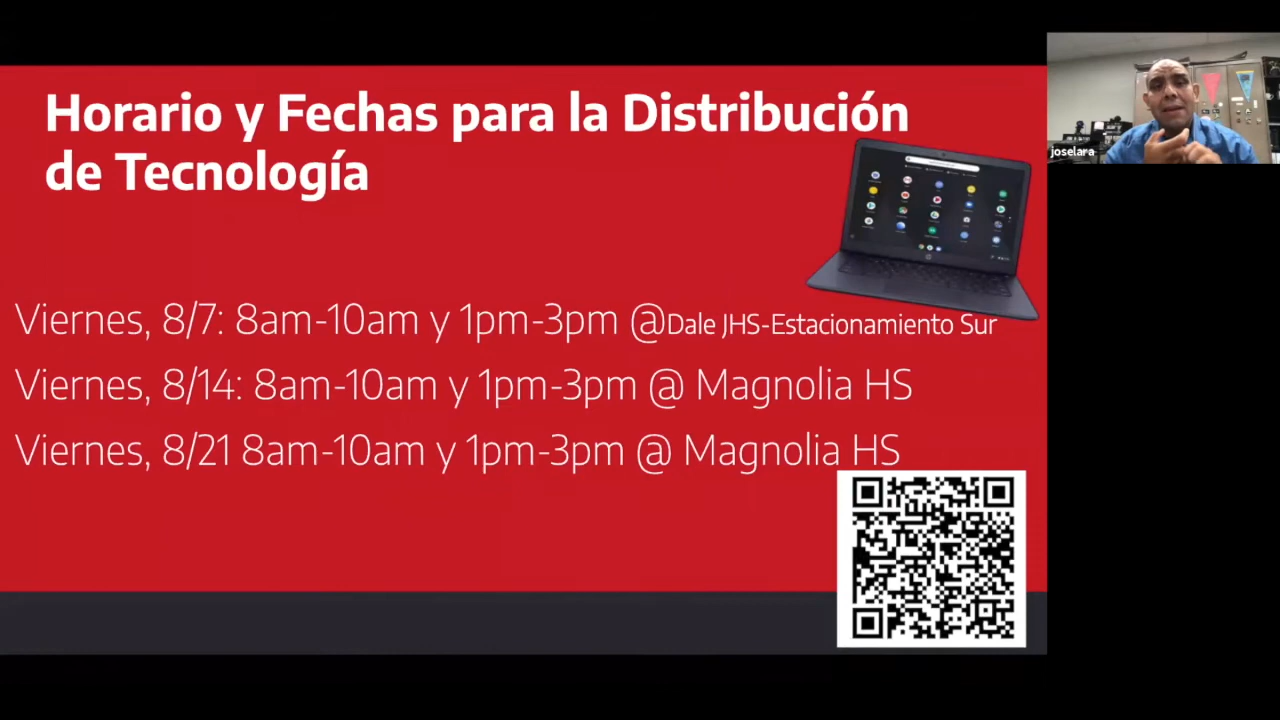 Horario y Fechas para la Distribución
de Tecnología
joselara
Viernes, 8/7: 8am-10am y 1pm-3pm @Dale JHS-Estacionamiento Sur
Viernes, 8/14: 8am-10am y 1pm-3pm @ Magnolia HS
Viernes, 8/21 8am-10am y 1pm-3pm @ Magnolia HS